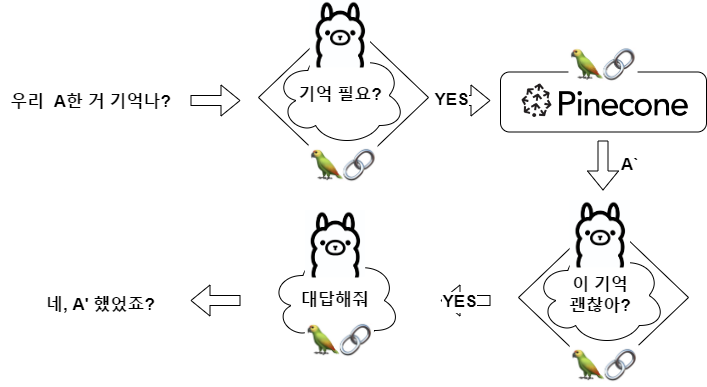 우리 A한 거 기억나?
기억 필요?
YES
Pinecone
A`
이 기억
괜찮아?
YES
대답해줘
네, A' 했었죠?